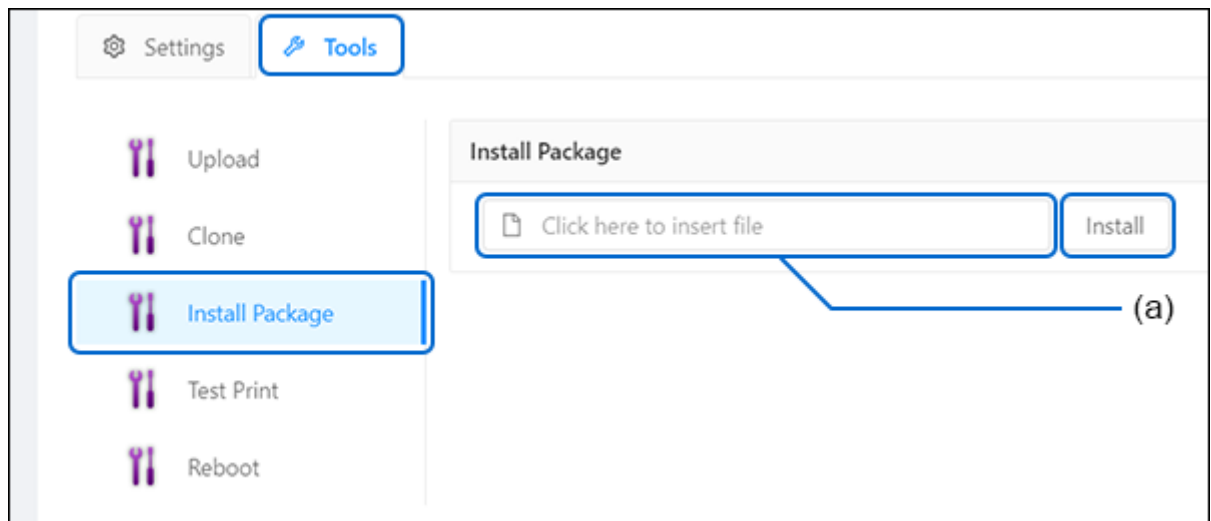 Settings
Tools
Upload
Clone
Install Package
Test Print
Reboot
Install Package
Click here to insert file
Install
(a)